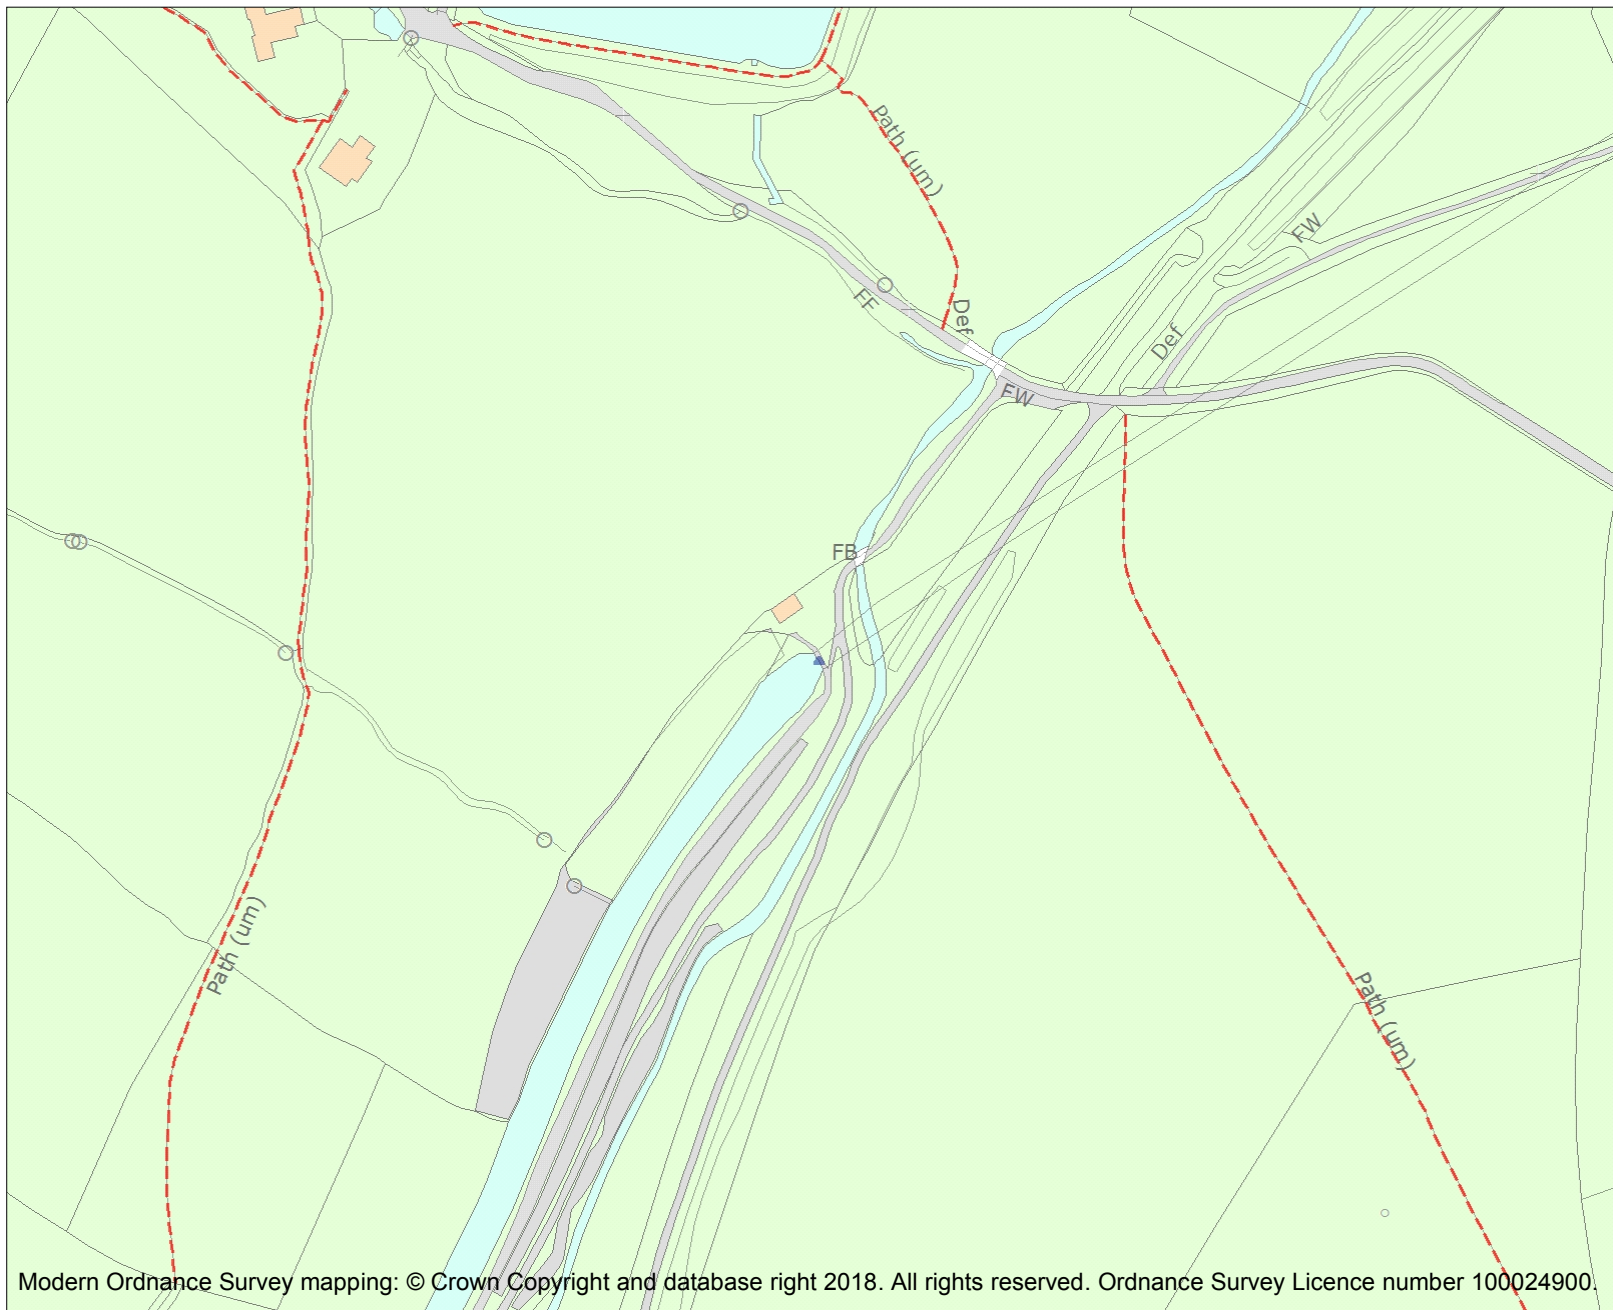 Path (um)
FW
FF
Def
Def
FW
FB
Path (um)
Path (um)
Modern Ordnance Survey mapping: © Crown Copyright and database right 2018. All rights reserved. Ordnance Survey Licence number 100024900.